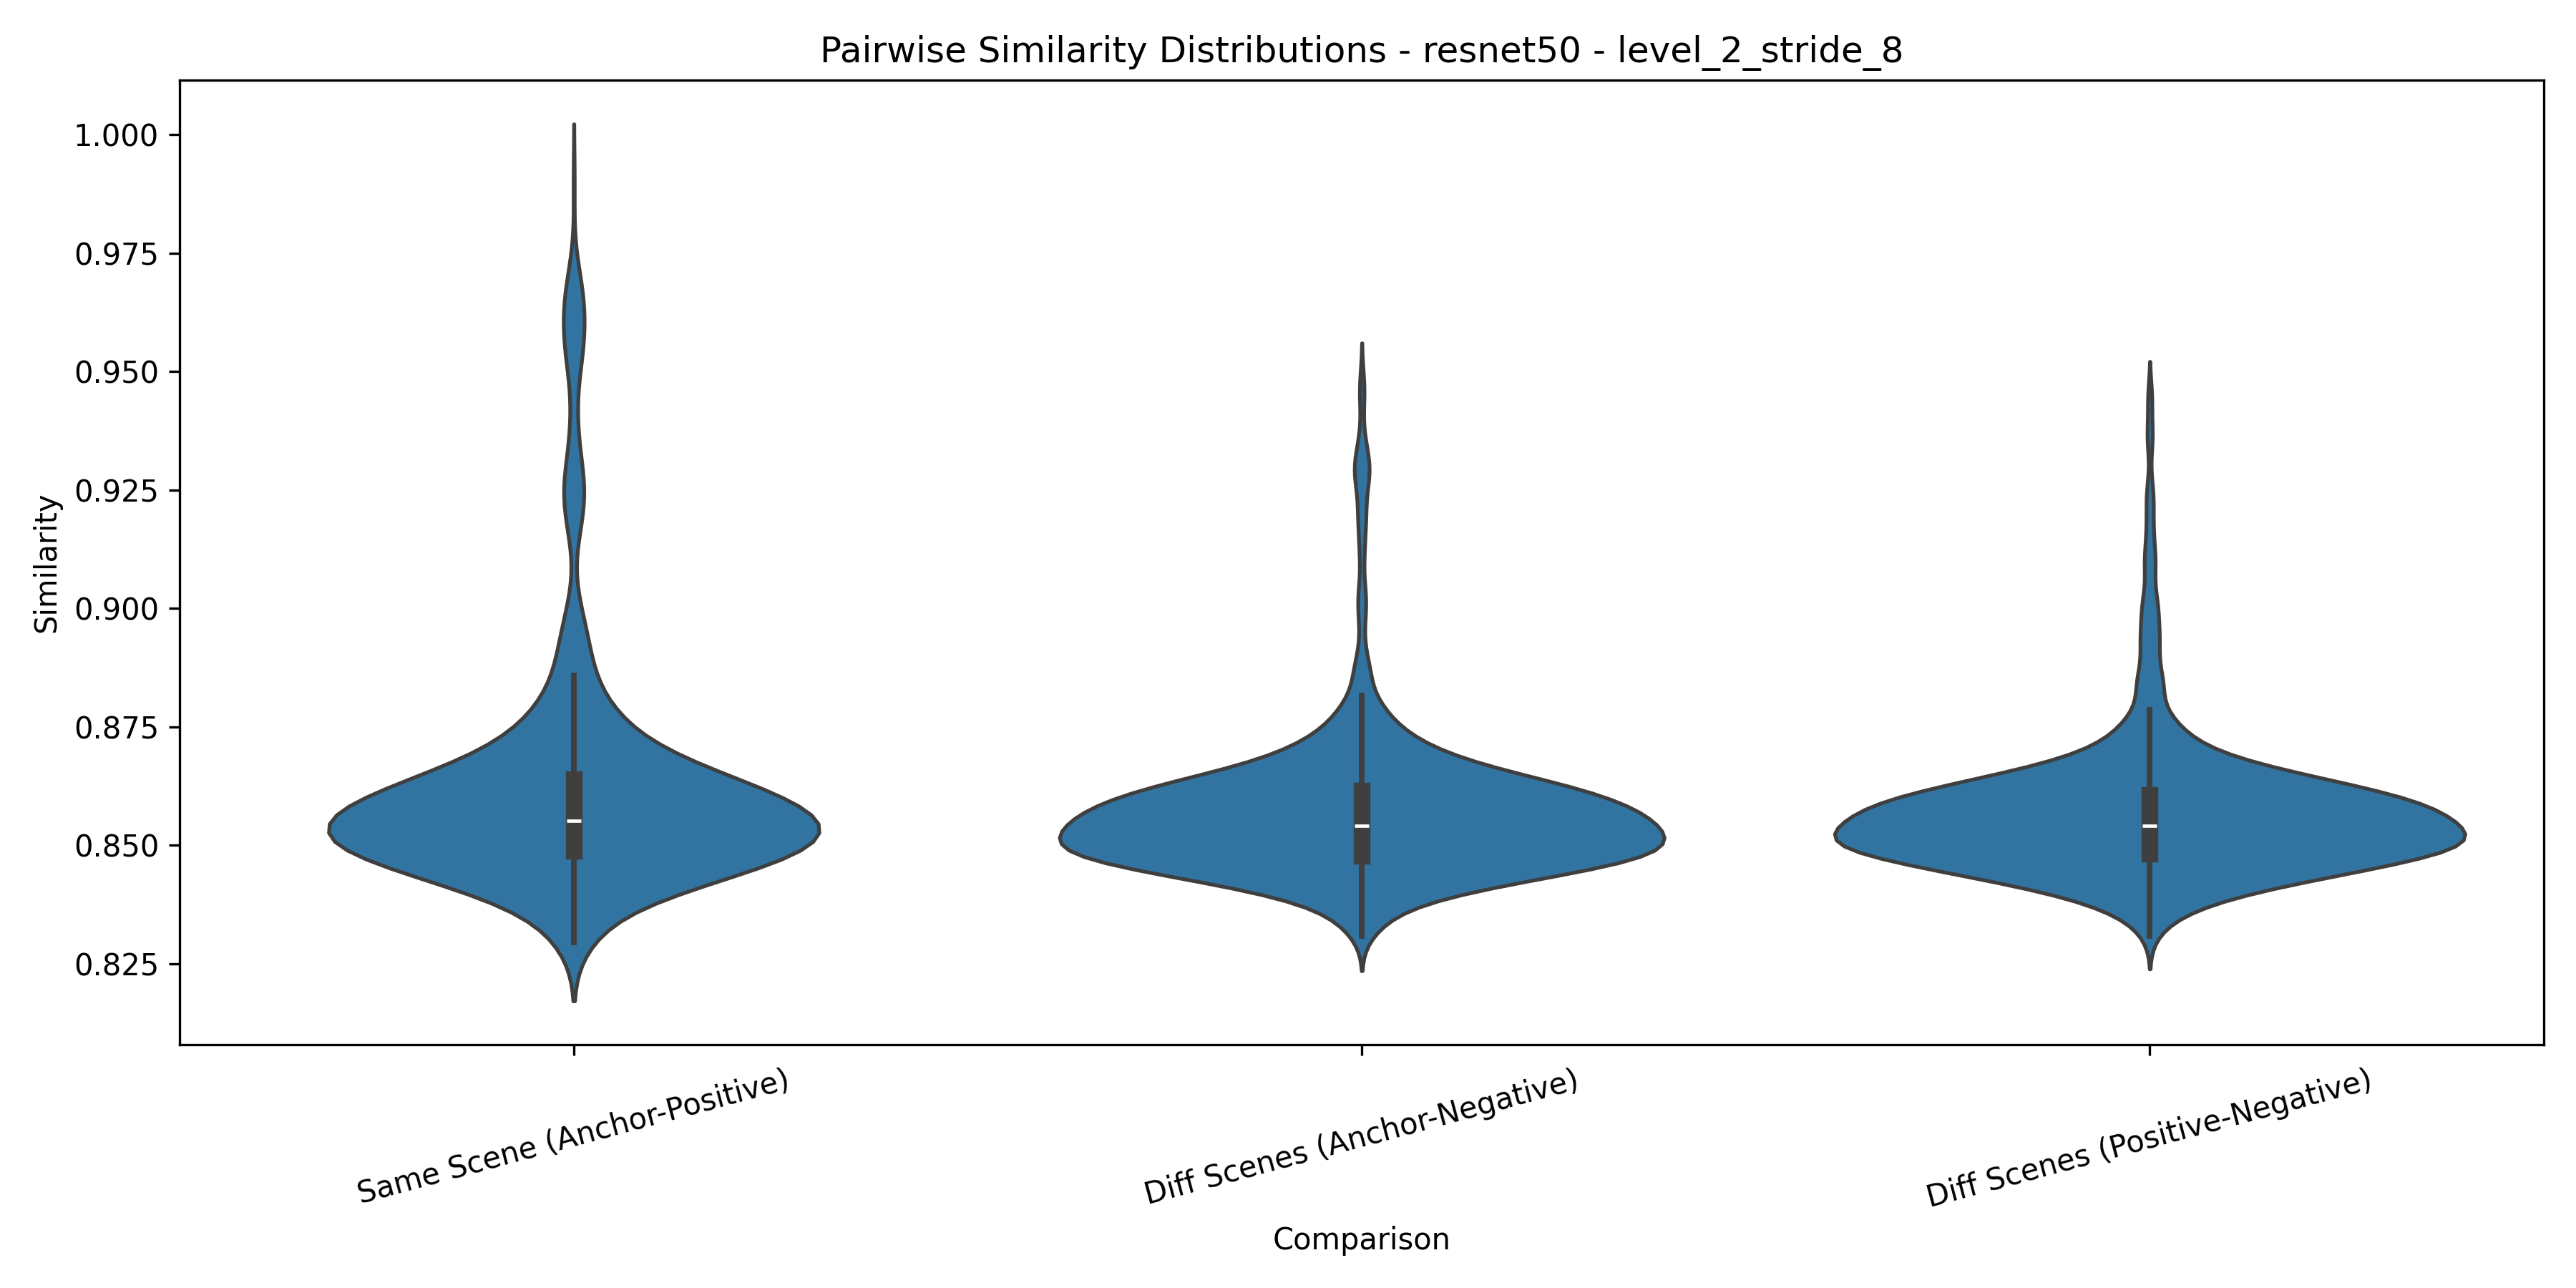 Pairwise Similarity Distributions - resnet50 - level_2_stride_8
1.000
0.975
0.950
0.925
0.900
0.875
0.850
0.825
Similarity
Same Scene (Anchor-Positive)
Diff Scenes (Anchor-Negative)
Diff Scenes (Positive-Negative)
Comparison